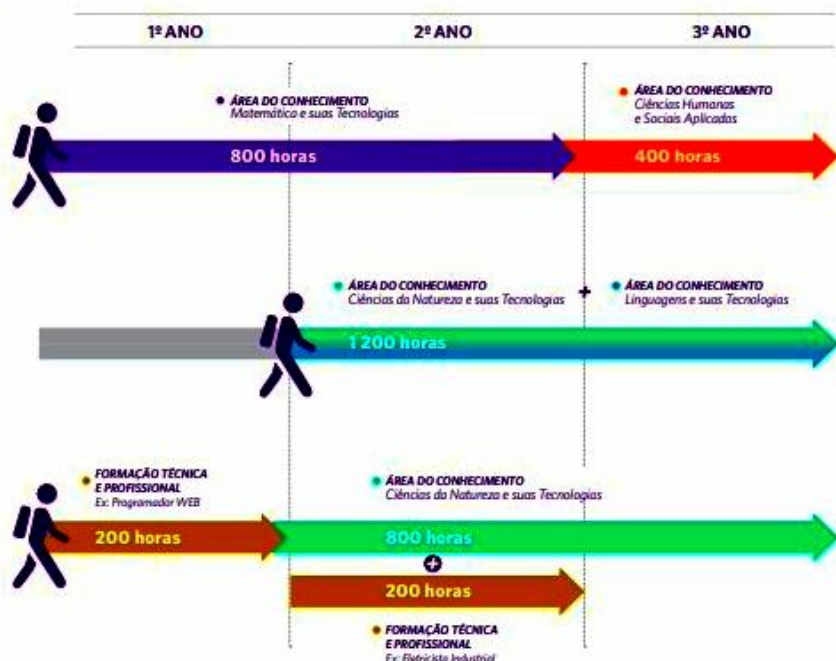 1º ANO
2º ANO
3º ANO
ÁREA DO CONHECIMENTO
Matemática e suas Tecnologias
ÁREA DO CONHECIMENTO
Ciências Humanas
e Sociais Aplicadas
800 horas
400 horas
ÁREA DO CONHECIMENTO
Ciências da Natureza e suas Tecnologias
+
ÁREA DO CONHECIMENTO
Linguagens e suas Tecnologias
1 200 horas
FORMAÇÃO TÉCNICA
E PROFISSIONAL
Ex: Programador WEB
ÁREA DO CONHECIMENTO
Ciências da Natureza e suas Tecnologias
200 horas
800 horas
+
200 horas
FORMAÇÃO TÉCNICA
E PROFISSIONAL
Ex: Eletricista Industrial